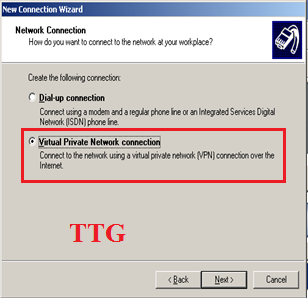 New Connection Wizard
Network Connection
How do you want to connect to the network at your workplace?
Create the following connection:
Dial-up connection
Connect using a modem and a regular phone line or an Integrated Services Digital
Network (ISDN) phone line.
Virtual Private Network connection
Connect to the network using a virtual private network (VPN) connection over the
Internet.
TTG
< Back Next > Cancel